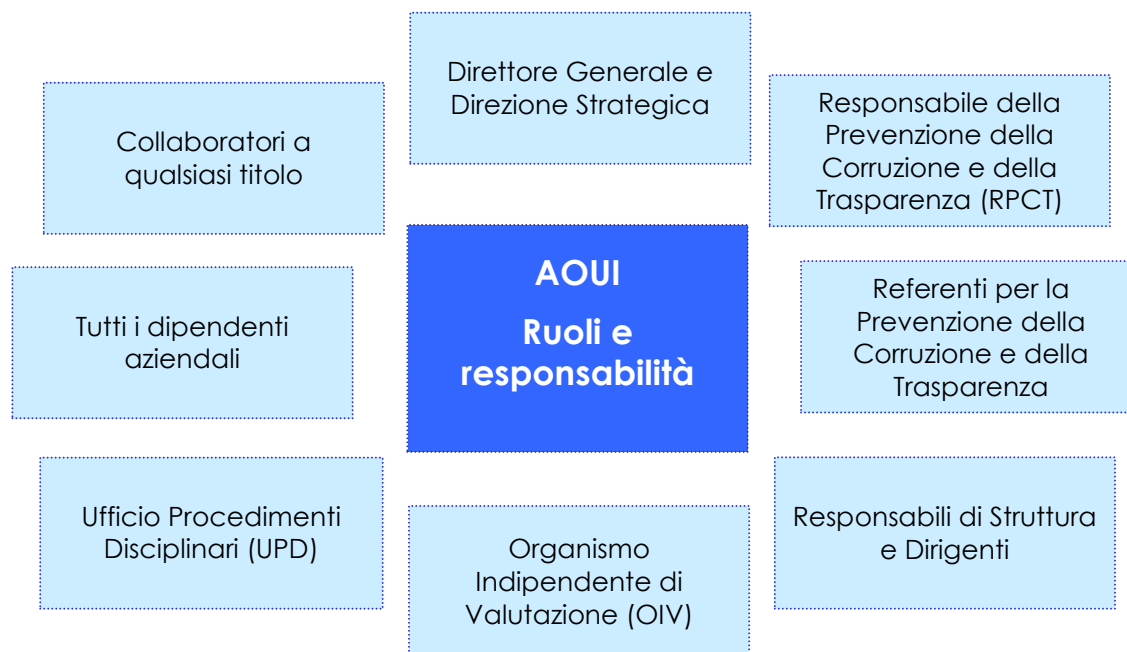 Direttore Generale e
Direzione Strategica
Responsabile della
Prevenzione della
Corruzione e della
Trasparenza (RPCT)
Collaboratori a
qualsiasi titolo
AOUI
Ruoli e
responsabilità
Referenti per la
Prevenzione della
Corruzione e della
Trasparenza
Tutti i dipendenti
aziendali
Ufficio Procedimenti
Disciplinari (UPD)
Organismo
Indipendente di
Valutazione (OIV)
Responsabili di Struttura
e Dirigenti